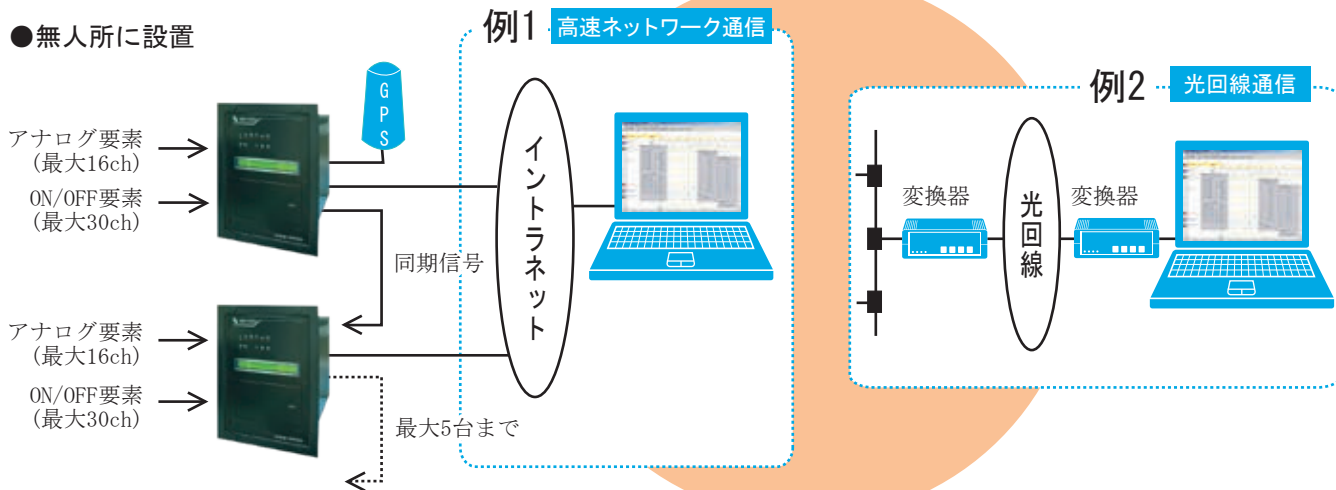 ●無人所に設置
アナログ要素
(最大16ch)
ON/OFF要素
(最大30ch)
GPS
同期信号
アナログ要素
(最大16ch)
ON/OFF要素
(最大30ch)
最大5台まで
例1 高速ネットワーク通信
イントラネット
例2 光回線通信
変換器
光回線
変換器